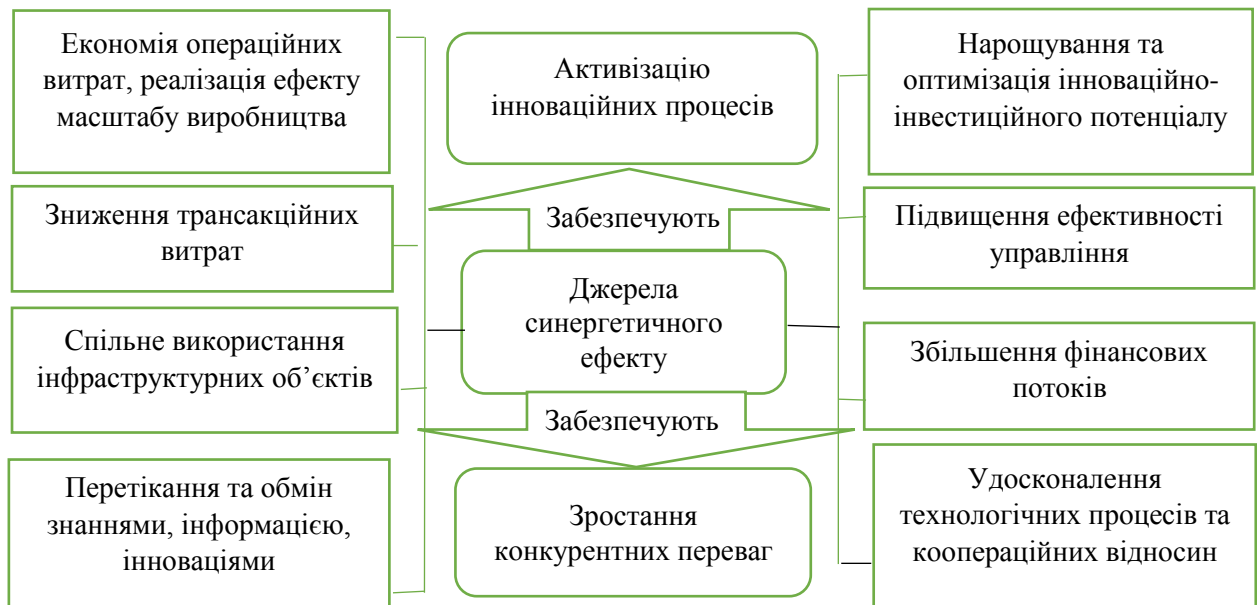 Економія операційних
витрат, реалізація ефекту
масштабу виробництва
Зниження трансакційних
витрат
Спільне використання
інфраструктурних об’єктів
Перетікання та обмін
знаннями, інформацією,
інноваціями
Активізацію
інноваційних процесів
Забезпечують
Джерела
синергетичного
ефекту
Забезпечують
Зростання
конкурентних переваг
Нарощування та
оптимізація інноваційно-
інвестиційного потенціалу
Підвищення ефективності
управління
Збільшення фінансових
потоків
Удосконалення
технологічних процесів та
коопераційних відносин